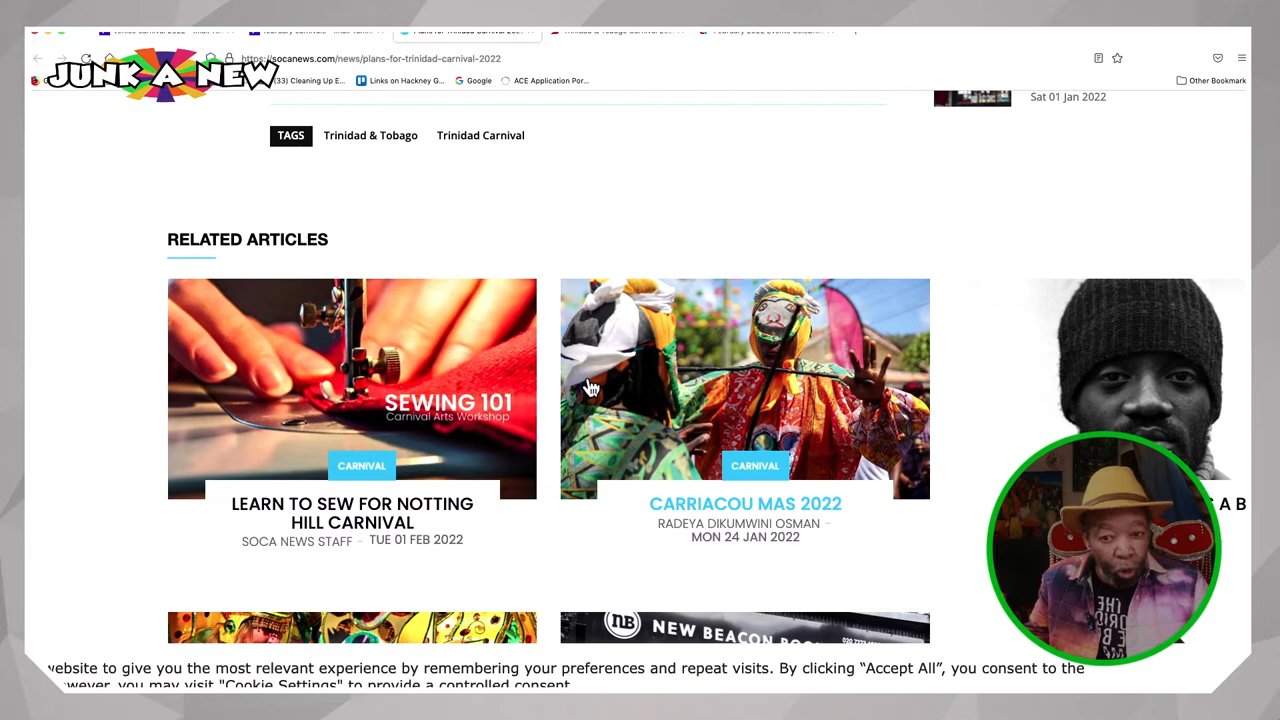 JUNK A NEW
https://socanews.com/news/plans-for-trinidad-carnival-2022
(33) Cleaning Up E... Links on Hackney G... Google ACE Application Por... Other Bookmark
Sat 01 Jan 2022
TAGS Trinidad & Tobago Trinidad Carnival
RELATED ARTICLES
SEWING 101
Carnival Arts Workshop
CARNIVAL
LEARN TO SEW FOR NOTTING
HILL CARNIVAL
SOCA NEWS STAFF - TUE 01 FEB 2022
CARNIVAL
CARRIACOU MAS 2022
RADEYA DIKUMWINI OSMAN -
MON 24 JAN 2022
A B
nb NEW BEACON
website to give you the most relevant experience by remembering your preferences and repeat visits. By clicking “Accept All”, you consent to the
however, you may visit "Cookie Settings" to provide a controlled consent.